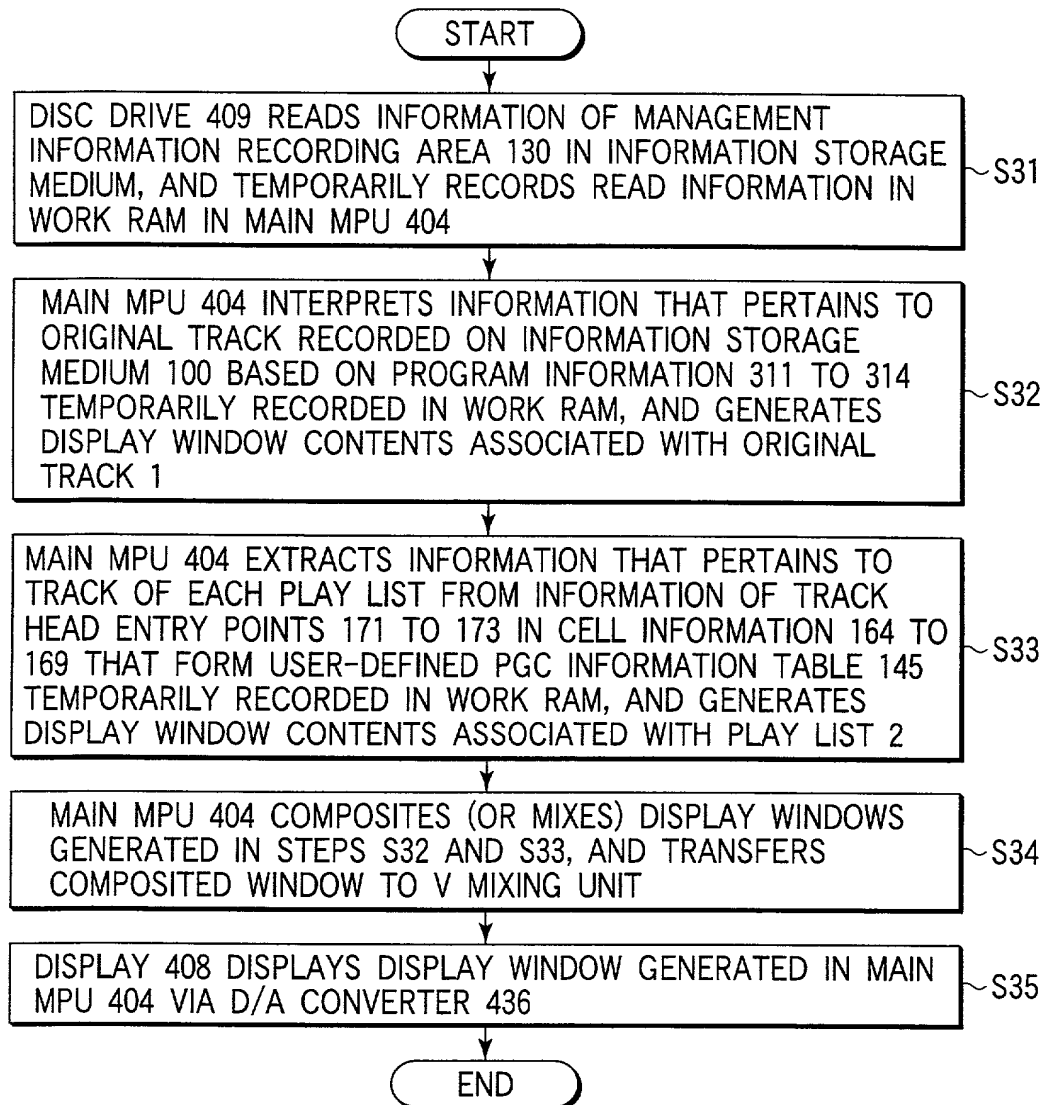 START
DISC DRIVE 409 READS INFORMATION OF MANAGEMENT
INFORMATION RECORDING AREA 130 IN INFORMATION STORAGE
MEDIUM, AND TEMPORARILY RECORDS READ INFORMATION IN
WORK RAM IN MAIN MPU 404
S31
MAIN MPU 404 INTERPRETS INFORMATION THAT PERTAINS TO
ORIGINAL TRACK RECORDED ON INFORMATION STORAGE
MEDIUM 100 BASED ON PROGRAM INFORMATION 311 TO 314
TEMPORARILY RECORDED IN WORK RAM, AND GENERATES
DISPLAY WINDOW CONTENTS ASSOCIATED WITH ORIGINAL
TRACK 1
S32
MAIN MPU 404 EXTRACTS INFORMATION THAT PERTAINS TO
TRACK OF EACH PLAY LIST FROM INFORMATION OF TRACK
HEAD ENTRY POINTS 171 TO 173 IN CELL INFORMATION 164 TO
169 THAT FORM USER-DEFINED PGC INFORMATION TABLE 145
TEMPORARILY RECORDED IN WORK RAM, AND GENERATES
DISPLAY WINDOW CONTENTS ASSOCIATED WITH PLAY LIST 2
S33
MAIN MPU 404 COMPOSITES (OR MIXES) DISPLAY WINDOWS
GENERATED IN STEPS S32 AND S33, AND TRANSFERS
COMPOSITED WINDOW TO V MIXING UNIT
S34
DISPLAY 408 DISPLAYS DISPLAY WINDOW GENERATED IN MAIN
MPU 404 VIA D/A CONVERTER 436
S35
END